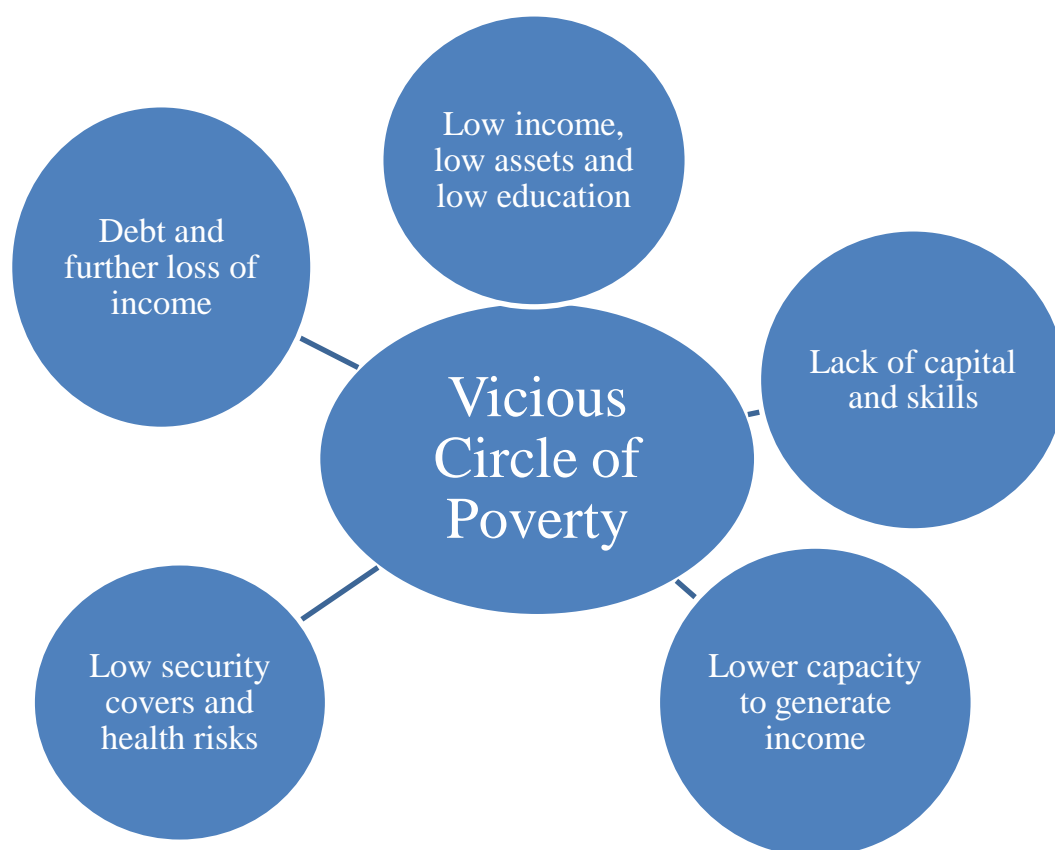 Low income,
low assets and
low education
Debt and
further loss of
income
Lack of capital
and skills
Vicious
Circle of
Poverty
Low security
covers and
health risks
Lower capacity
to generate
income